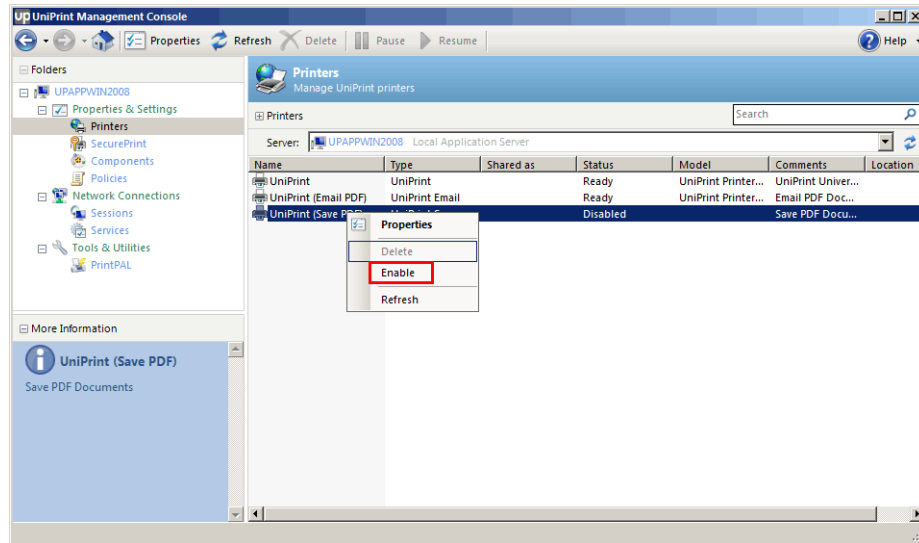 up UniPrint Management Console
Properties Refresh Delete Pause Resume Help
Folders
UPAPPWIN2008
Properties & Settings
Printers
SecurePrint
Components
Policies
Network Connections
Sessions
Services
Tools & Utilities
PrintPAL
More Information
UniPrint (Save PDF)
Save PDF Documents
Printers
Manage UniPrint printers
Printers
Search
Server: UPAPPWIN2008 Local Application Server
Name Type Shared as Status Model Comments Location
UniPrint UniPrint Ready UniPrint Printer... UniPrint Univer...
UniPrint (Email PDF) UniPrint Email Ready UniPrint Printer... Email PDF Doc...
UniPrint (Save PDF) Disabled Save PDF Docu...
Properties
Delete
Enable
Refresh